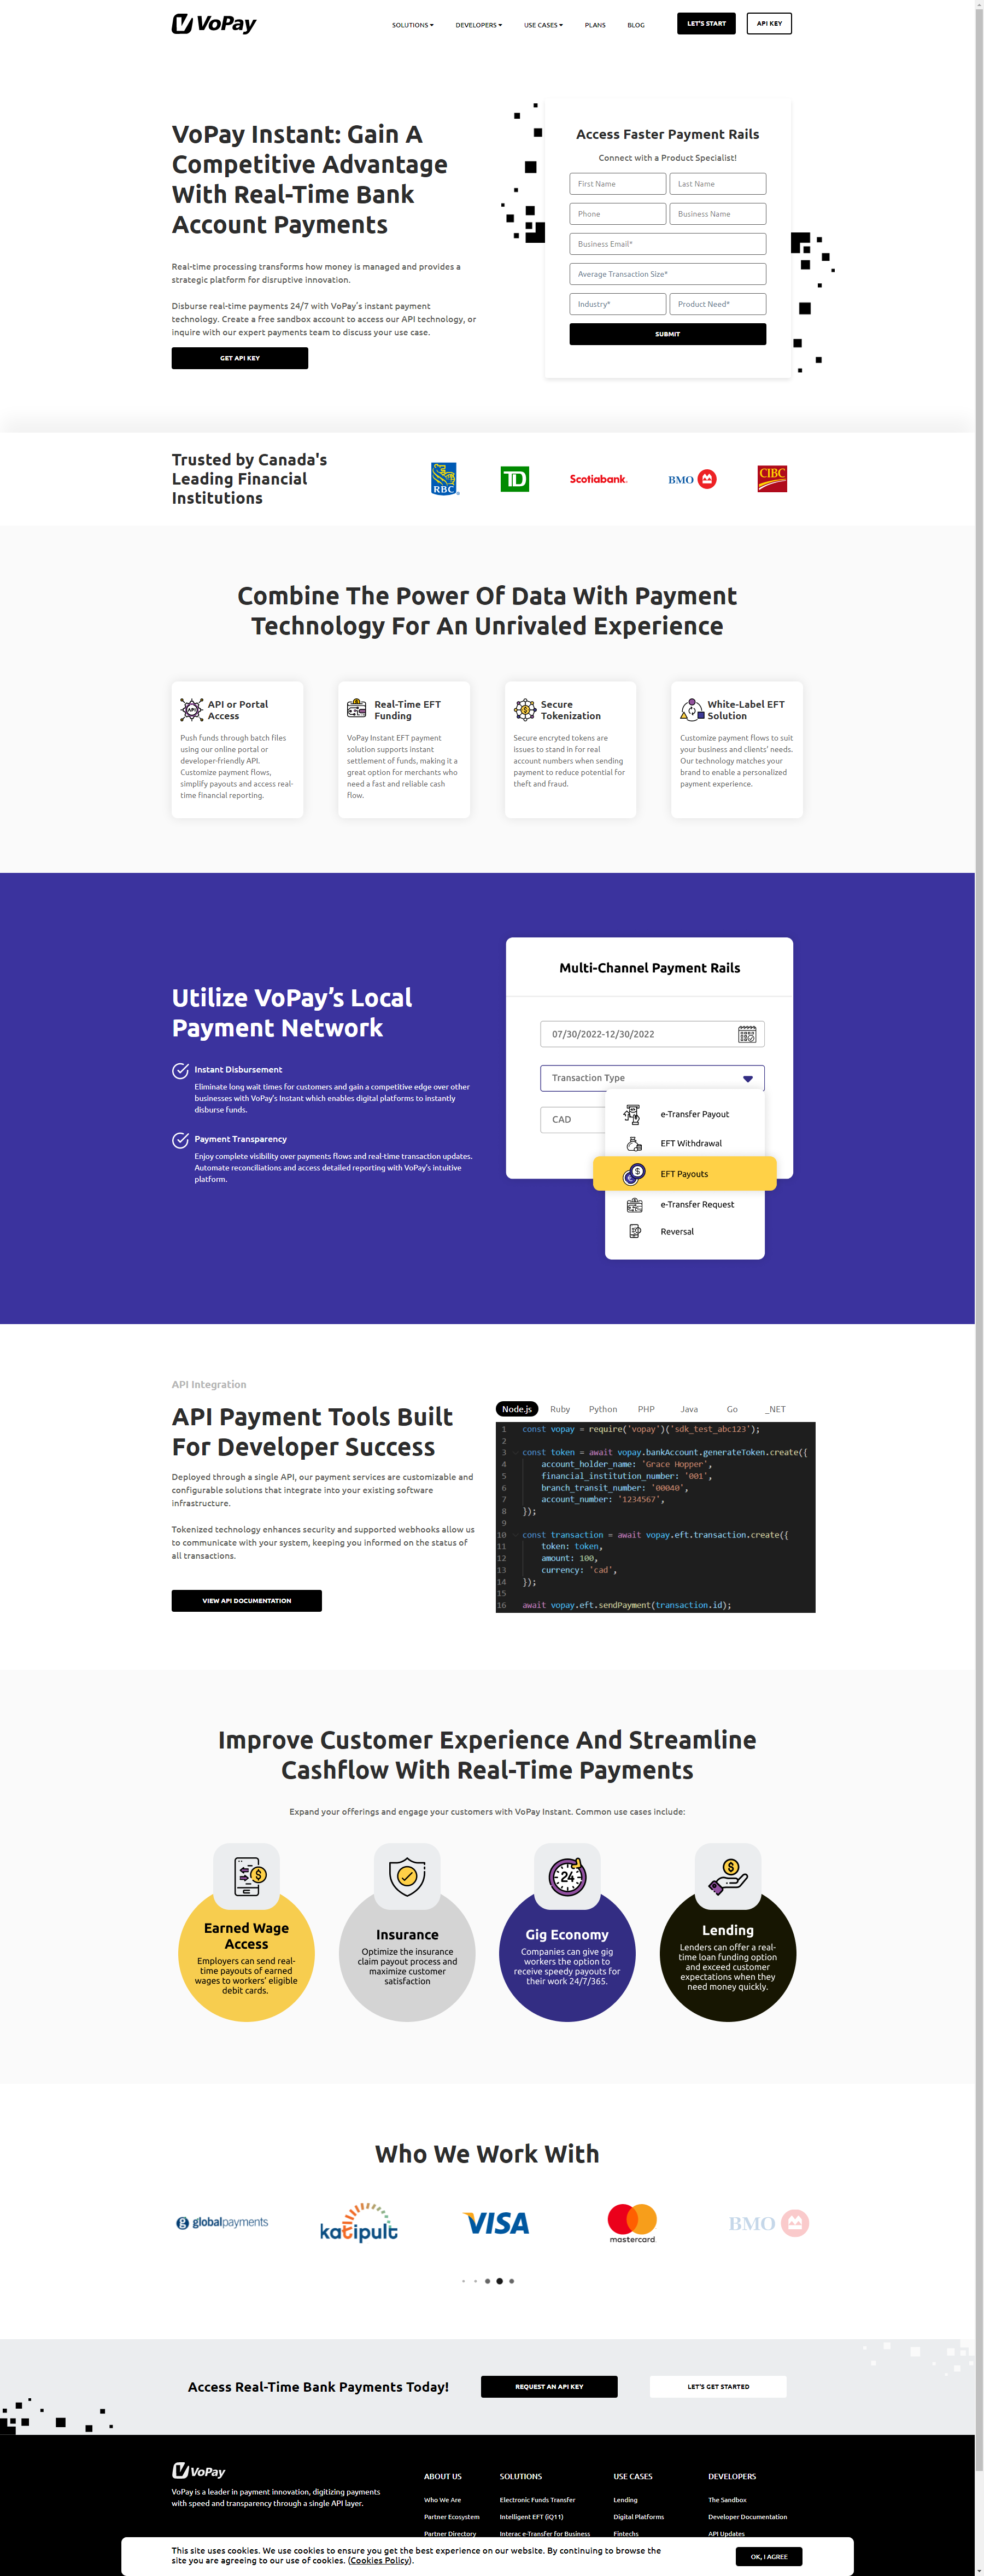 VoPay
SOLUTIONS
DEVELOPERS
USE CASES
PLANS
BLOG
LET'S START
API KEY
VoPay Instant: Gain A
Competitive Advantage
With Real-Time Bank
Account Payments
Real-time processing transforms how money is managed and provides a
strategic platform for disruptive innovation.
Disburse real-time payments 24/7 with VoPay's instant payment
technology. Create a free sandbox account to access our API technology, or
inquire with our expert payments team to discuss your use case.
GET API KEY
Access Faster Payment Rails
Connect with a Product Specialist!
First Name
Last Name
Phone
Business Name
Business Email*
Average Transaction Size*
Industry*
Product Need*
SUBMIT
Trusted by Canada's
Leading Financial
Institutions
RBC
TD
Scotiabank
BMO
CIBC
Combine The Power Of Data With Payment
Technology For An Unrivaled Experience
API
API or Portal
Access
Push funds through batch files
using our online portal or
developer-friendly API.
Customize payment flows,
simplify payouts and access real-
time financial reporting.
Real-Time EFT
Funding
VoPay Instant EFT payment
solution supports instant
settlement of funds, making it a
great option for merchants who
need a fast and reliable cash
flow.
Secure
Tokenization
Secure encryted tokens are
issues to stand in for real
account numbers when sending
payment to reduce potential for
theft and fraud.
White-Label EFT
Solution
Customize payment flows to suit
your business and clients' needs.
Our technology matches your
brand to enable a personalized
payment experience.
Utilize VoPay's Local
Payment Network
Instant Disbursement
Eliminate long wait times for customers and gain a competitive edge over other
businesses with VoPay's Instant which enables digital platforms to instantly
disburse funds.
Payment Transparency
Enjoy complete visibility over payments flows and real-time transaction updates.
Automate reconciliations and access detailed reporting with VoPay's intuitive
platform.
Multi-Channel Payment Rails
07/30/2022-12/30/2022
Transaction Type
CAD
e-Transfer Payout
EFT Withdrawal
EFT Payouts
e-Transfer Request
Reversal
API Integration
API Payment Tools Built
For Developer Success
Deployed through a single API, our payment services are customizable and
configurable solutions that integrate into your existing software
infrastructure.
Tokenized technology enhances security and supported webhooks allow us
to communicate with your system, keeping you informed on the status of
all transactions.
VIEW API DOCUMENTATION
Node.js
Ruby
Python
PHP
Java
Go
_NET
1 const vopay = require('vopay')('sdk_test_abc123');
2
3 const token = await vopay.bankAccount.generateToken.create({
4 account_holder_name: 'Grace Hopper',
5 financial_institution_number: '001',
6 branch_transit_number: '00040',
7 account_number: '1234567',
8 });
9
10 const transaction = await vopay.eft.transaction.create({
11 token: token,
12 amount: 100,
13 currency: 'cad',
14 });
15
16 await vopay.eft.sendPayment(transaction.id);
Improve Customer Experience And Streamline
Cashflow With Real-Time Payments
Expand your offerings and engage your customers with VoPay Instant. Common use cases include:
Earned Wage
Access
Employers can send real-
time payouts of earned
wages to workers' eligible
debit cards.
Insurance
Optimize the insurance
claim payout process and
maximize customer
satisfaction
24
Gig Economy
Companies can give gig
workers the option to
receive speedy payouts for
their work 24/7/365.
Lending
Lenders can offer a real-
time loan funding option
and exceed customer
expectations when they
need money quickly.
Who We Work With
globalpayments
katipult
VISA
mastercard
BMO
Access Real-Time Bank Payments Today!
REQUEST AN API KEY
LET'S GET STARTED
VoPay
VoPay is a leader in payment innovation, digitizing payments
with speed and transparency through a single API layer.
ABOUT US
Who We Are
Partner Ecosystem
Partner Directory
SOLUTIONS
Electronic Funds Transfer
Intelligent EFT (iQ11)
Interac e-Transfer for Business
USE CASES
Lending
Digital Platforms
Fintechs
DEVELOPERS
The Sandbox
Developer Documentation
API Updates
This site uses cookies. We use cookies to ensure you get the best experience on our website. By continuing to browse the
site you are agreeing to our use of cookies. (Cookies Policy).
OK, I AGREE